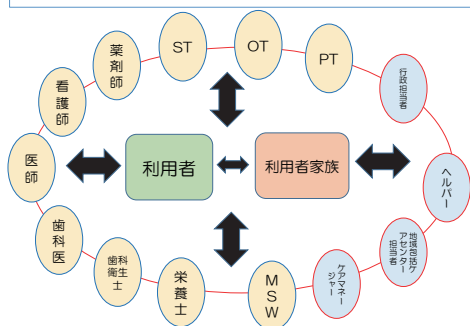 ST
OT
PT
薬剤師
看護師
行政担当者
医師
利用者
利用者家族
ヘルパー
歯科医
歯科
衛生士
栄養士
MSW
ケアマネー
ジャー
地域包括ケ
アセンター
担当者